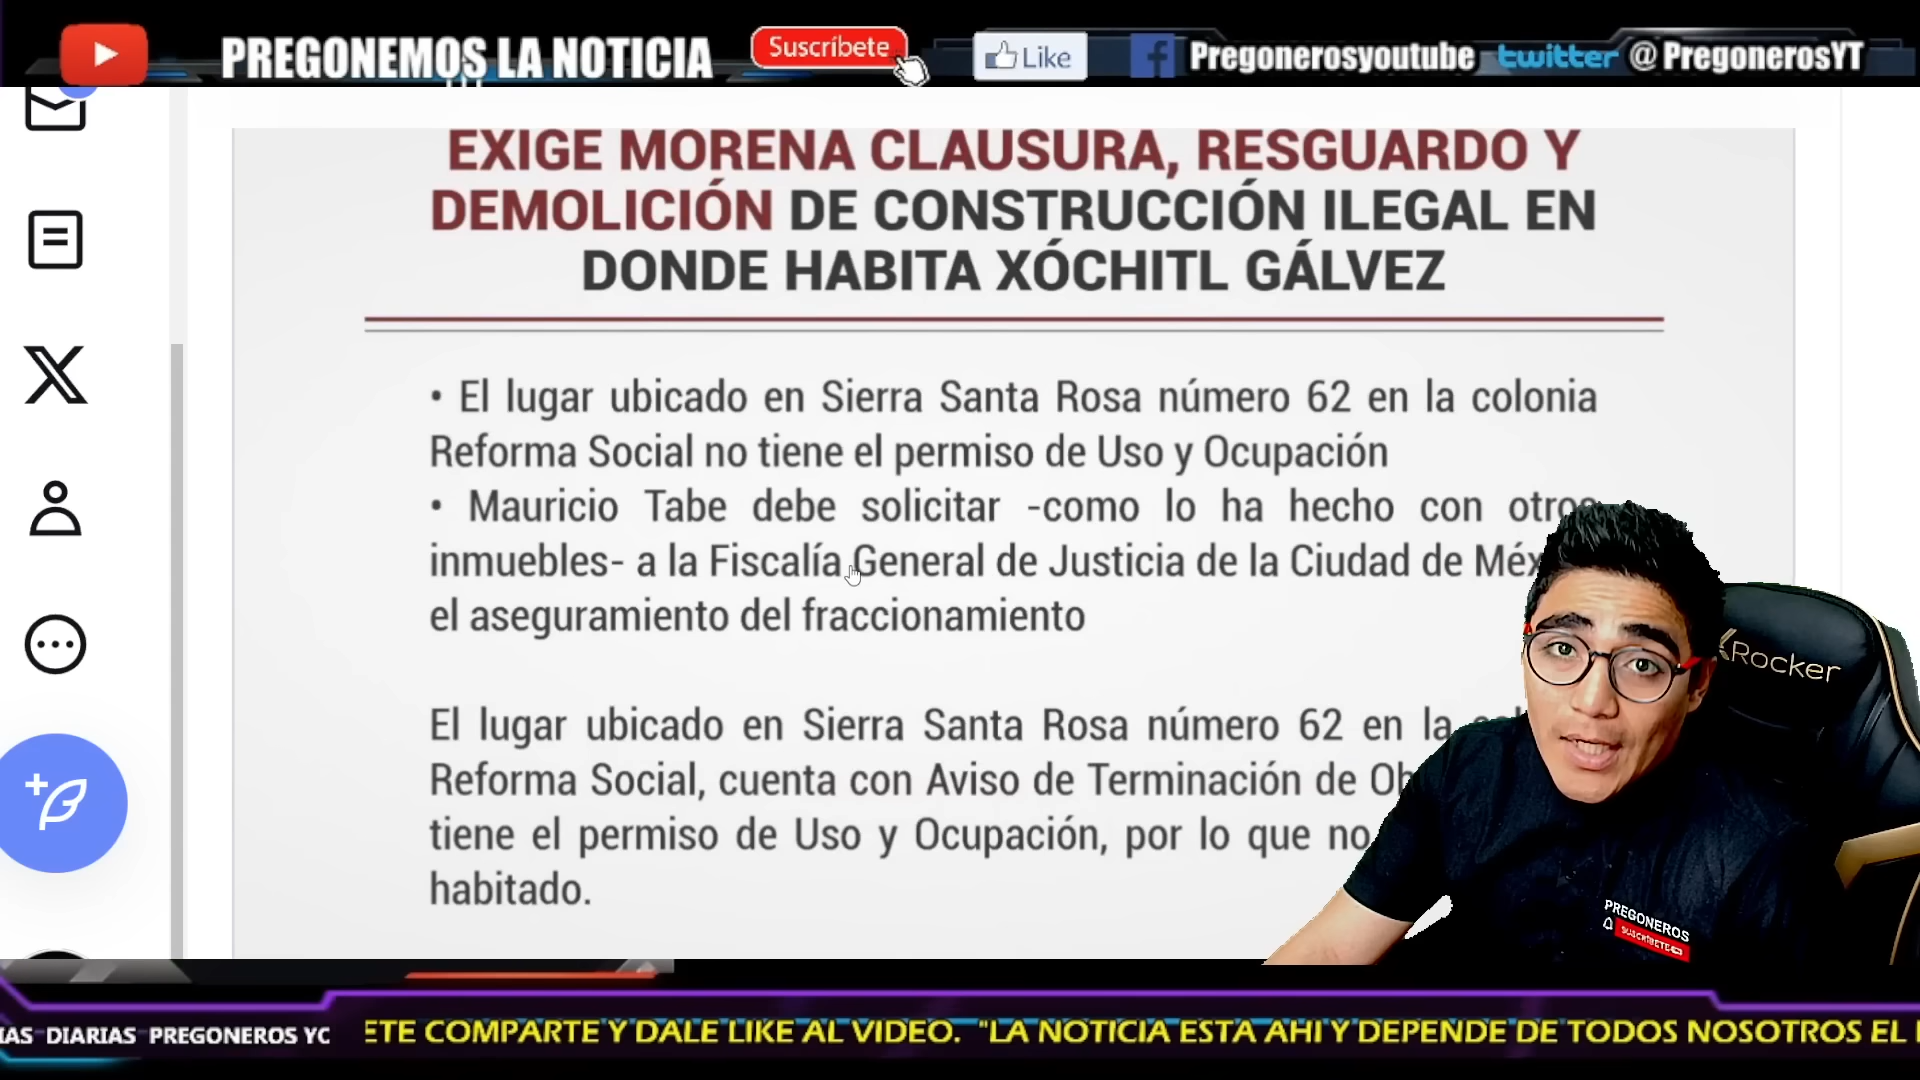 PREGONEMOS LA NOTICIA
Suscríbete
Like
Pregonerosyoutube
twitter @PregonerosYT
EXIGE MORENA CLAUSURA, RESGUARDO Y
DEMOLICIÓN DE CONSTRUCCIÓN ILEGAL EN
DONDE HABITA XÓCHITL GÁLVEZ
• El lugar ubicado en Sierra Santa Rosa número 62 en la colonia
Reforma Social no tiene el permiso de Uso y Ocupación
• Mauricio Tabe debe solicitar -como lo ha hecho con otros
inmuebles- a la Fiscalía General de Justicia de la Ciudad de
el aseguramiento del fraccionamiento
El lugar ubicado en Sierra Santa Rosa número 62 en la
Reforma Social, cuenta con Aviso de Terminación de
tiene el permiso de Uso y Ocupación, por lo que no
habitado.
XRocker
PREGONEROS
SUSCRÍBETE
IAS DIARIAS PREGONEROS YO
ETE COMPARTE Y DALE LIKE AL VIDEO. "LA NOTICIA ESTA AHI Y DEPENDE DE TODOS NOSOTROS EL